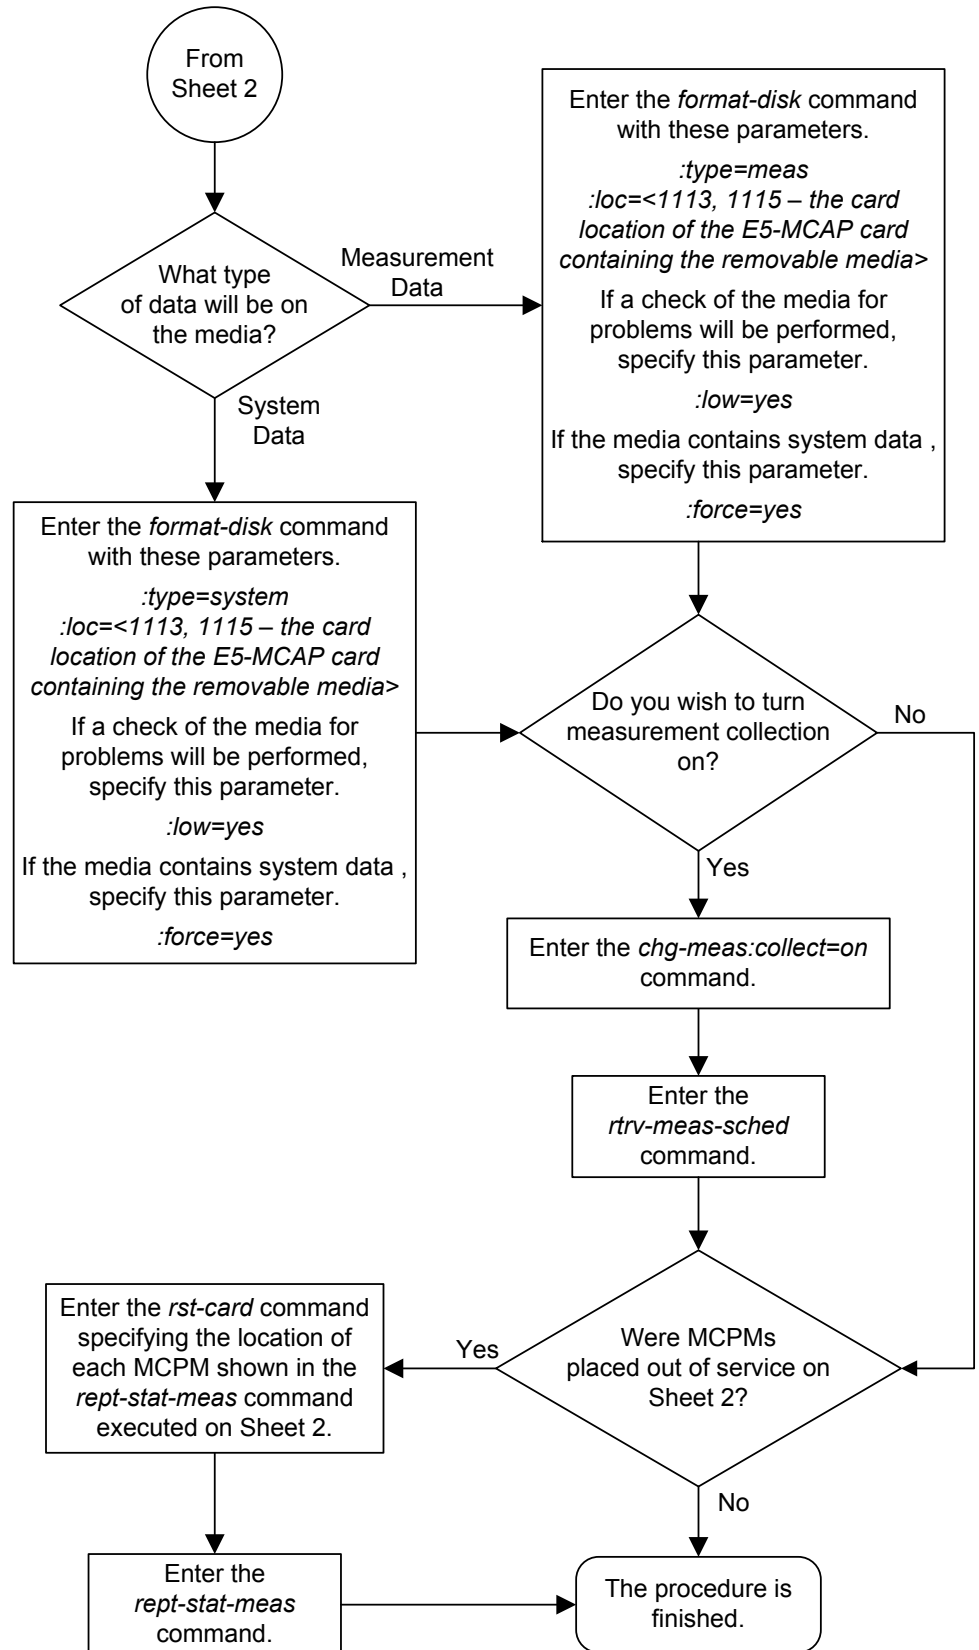 From
Sheet 2
What type
of data will be on
the media?
Measurement
Data
System
Data
Enter the format-disk command
with these parameters.
:type=meas
:loc=<1113, 1115 – the card
location of the E5-MCAP card
containing the removable media>
If a check of the media for
problems will be performed,
specify this parameter.
:low=yes
If the media contains system data ,
specify this parameter.
:force=yes
Enter the format-disk command
with these parameters.
:type=system
:loc=<1113, 1115 – the card
location of the E5-MCAP card
containing the removable media>
If a check of the media for
problems will be performed,
specify this parameter.
:low=yes
If the media contains system data ,
specify this parameter.
:force=yes
Do you wish to turn
measurement collection
on?
No
Yes
Enter the chg-meas:collect=on
command.
Enter the
rtrv-meas-sched
command.
Were MCPMs
placed out of service on
Sheet 2?
Yes
No
Enter the rst-card command
specifying the location of
each MCPM shown in the
rept-stat-meas command
executed on Sheet 2.
Enter the
rept-stat-meas
command.
The procedure is
finished.